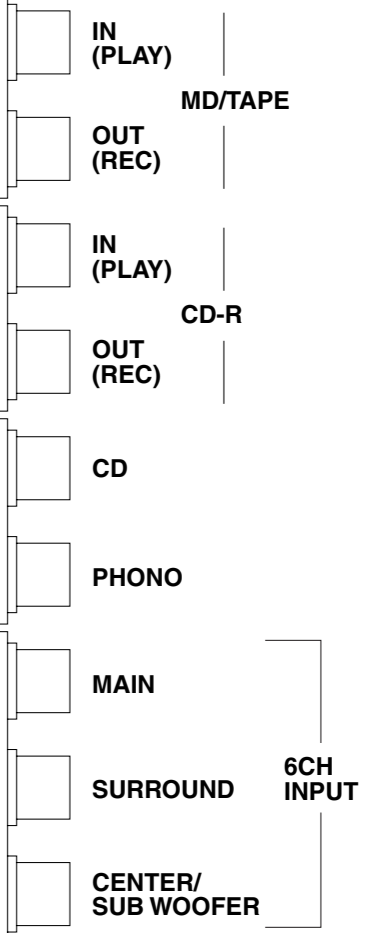 IN
(PLAY)
MD/TAPE
OUT
(REC)
IN
(PLAY)
CD-R
OUT
(REC)
CD
PHONO
MAIN
SURROUND
6CH
INPUT
CENTER/
SUB WOOFER